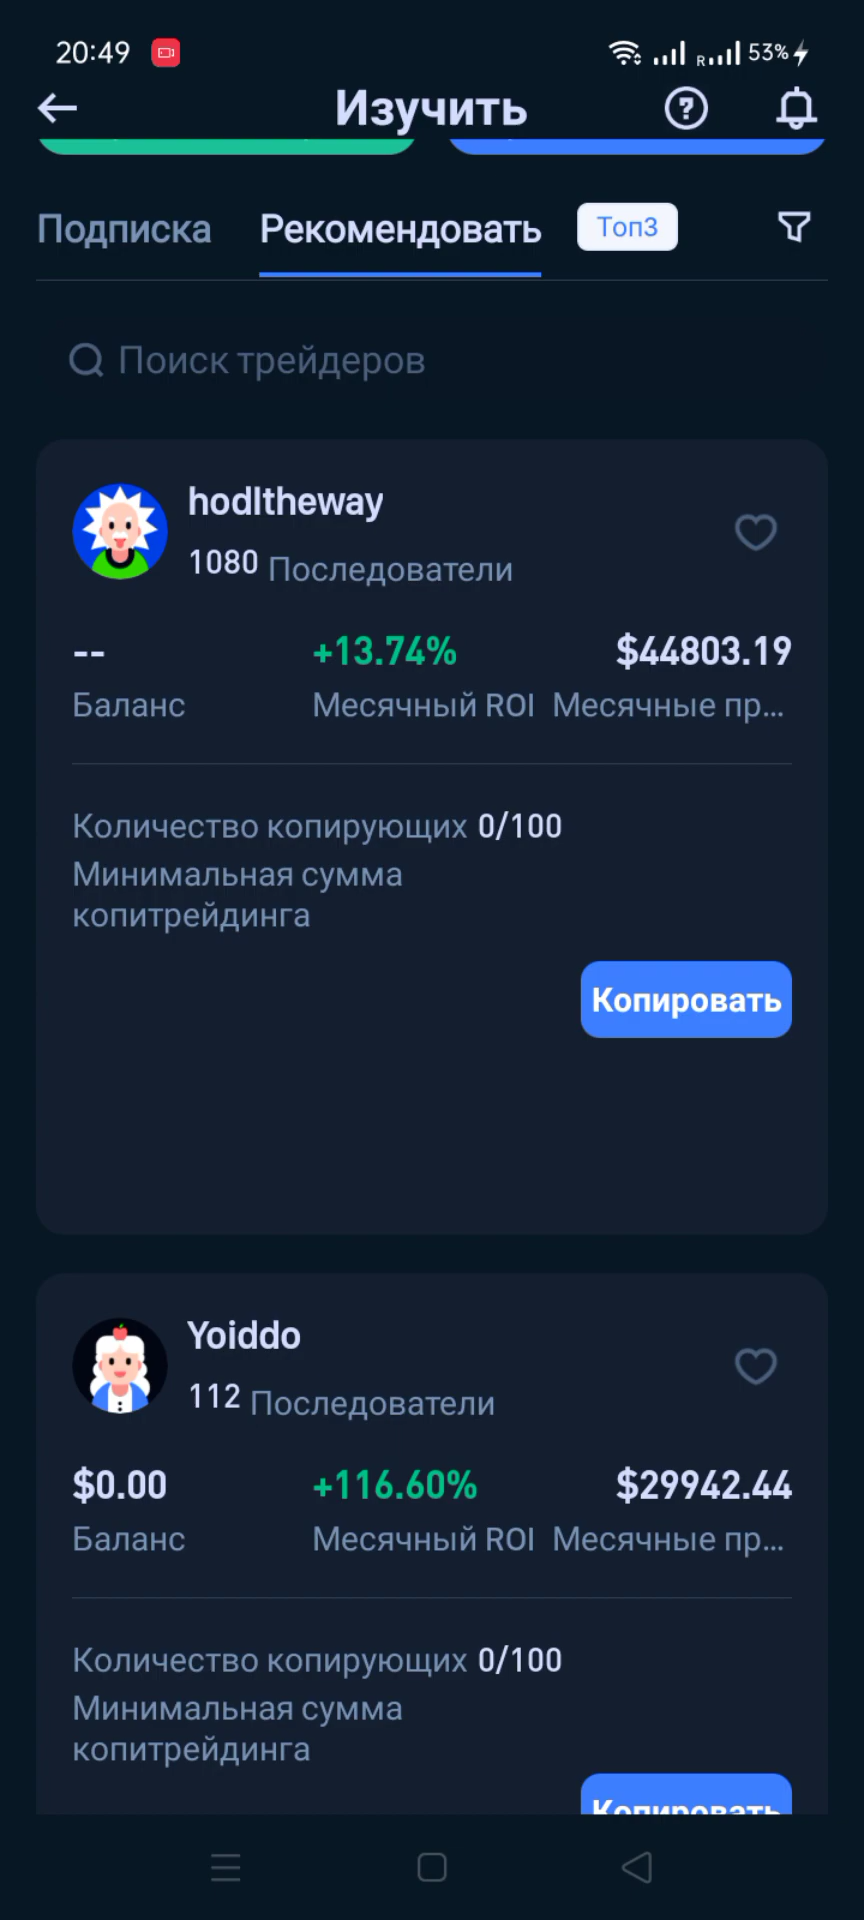 20:49
R 53%
Изучить
Подписка Рекомендовать Топ3
Поиск трейдеров
hodltheway
1080 Последователи
-- +13.74% $44803.19
Баланс Месячный ROI Месячные пр...
Количество копирующих 0/100
Минимальная сумма
копитрейдинга
Копировать
Yoiddo
112 Последователи
$0.00 +116.60% $29942.44
Баланс Месячный ROI Месячные пр...
Количество копирующих 0/100
Минимальная сумма
копитрейдинга
Копировать